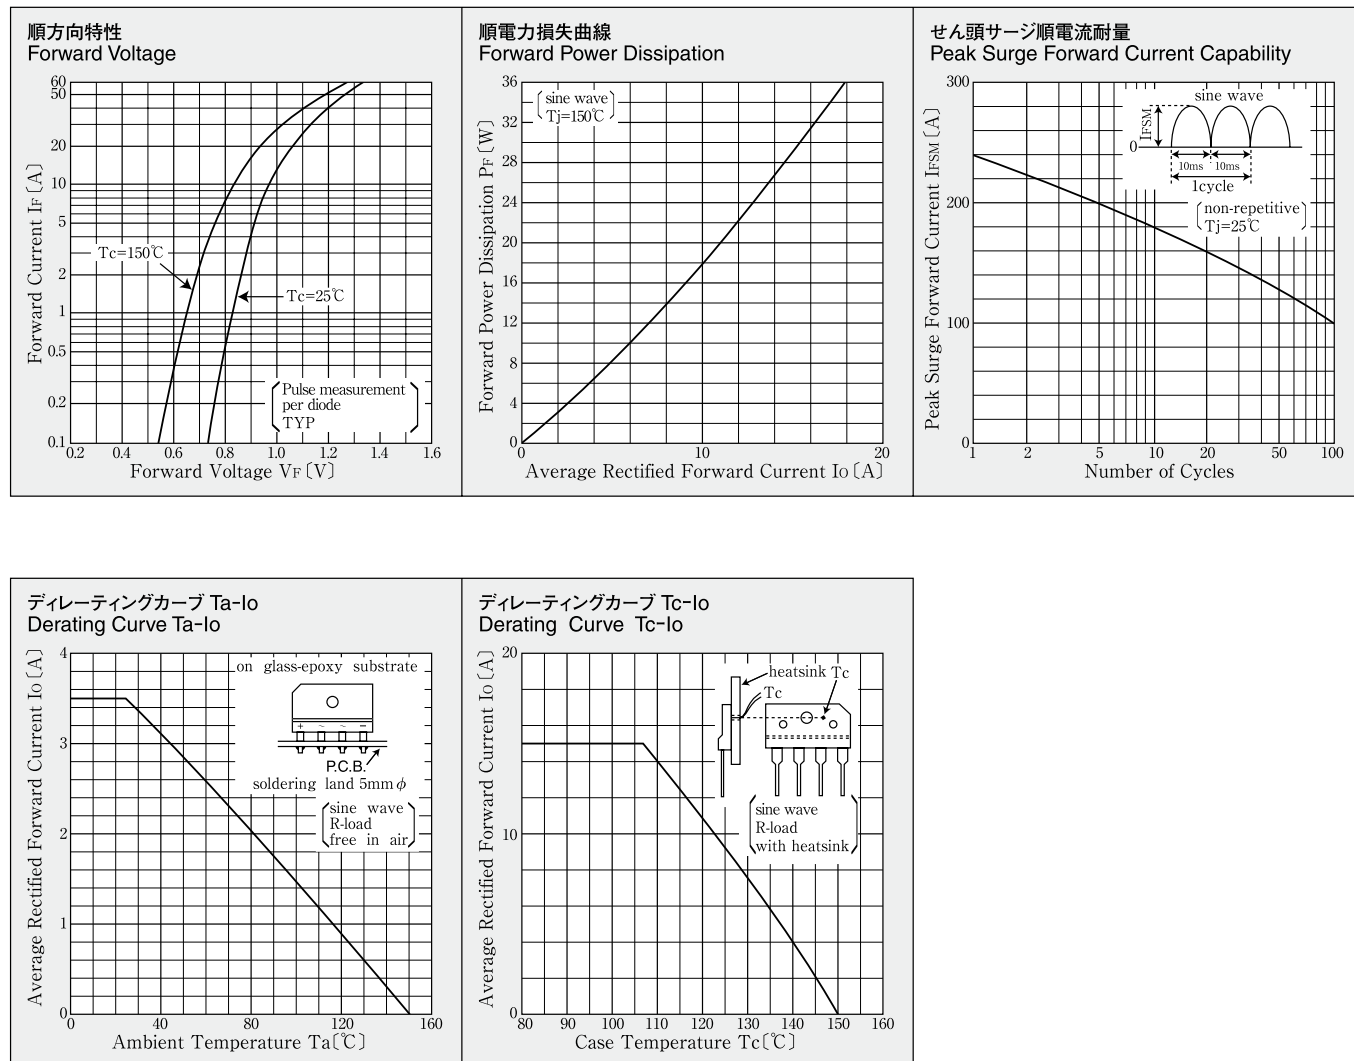 順方向特性
Forward Voltage
Forward Current IF〔A〕
60
50
20
10
5
2
1
0.5
0.2
0.1
Tc=150℃
Tc=25℃
Pulse measurement
per diode
TYP
0.2 0.4 0.6 0.8 1.0 1.2 1.4 1.6
Forward Voltage VF〔V〕
順電力損失曲線
Forward Power Dissipation
Forward Power Dissipation PF〔W〕
36
32
28
24
20
16
12
8
4
0
sine wave
Tj=150℃
0 10 20
Average Rectified Forward Current Io〔A〕
せん頭サージ順電流耐量
Peak Surge Forward Current Capability
Peak Surge Forward Current IFSM〔A〕
300
200
100
0
sine wave
IFSM
0
10ms 10ms
1cycle
non-repetitive
Tj=25℃
1 2 5 10 20 50 100
Number of Cycles
ディレーティングカーブ Ta-Io
Derating Curve Ta-Io
Average Rectified Forward Current Io〔A〕
4
3
2
1
0
on glass-epoxy substrate
+ ~ ~ −
P.C.B.
soldering land 5mmφ
sine wave
R-load
free in air
0 40 80 120 160
Ambient Temperature Ta〔℃〕
ディレーティングカーブ Tc-Io
Derating Curve Tc-Io
Average Rectified Forward Current Io〔A〕
20
10
0
heatsink Tc
Tc
sine wave
R-load
with heatsink
80 90 100 110 120 130 140 150 160
Case Temperature Tc〔℃〕